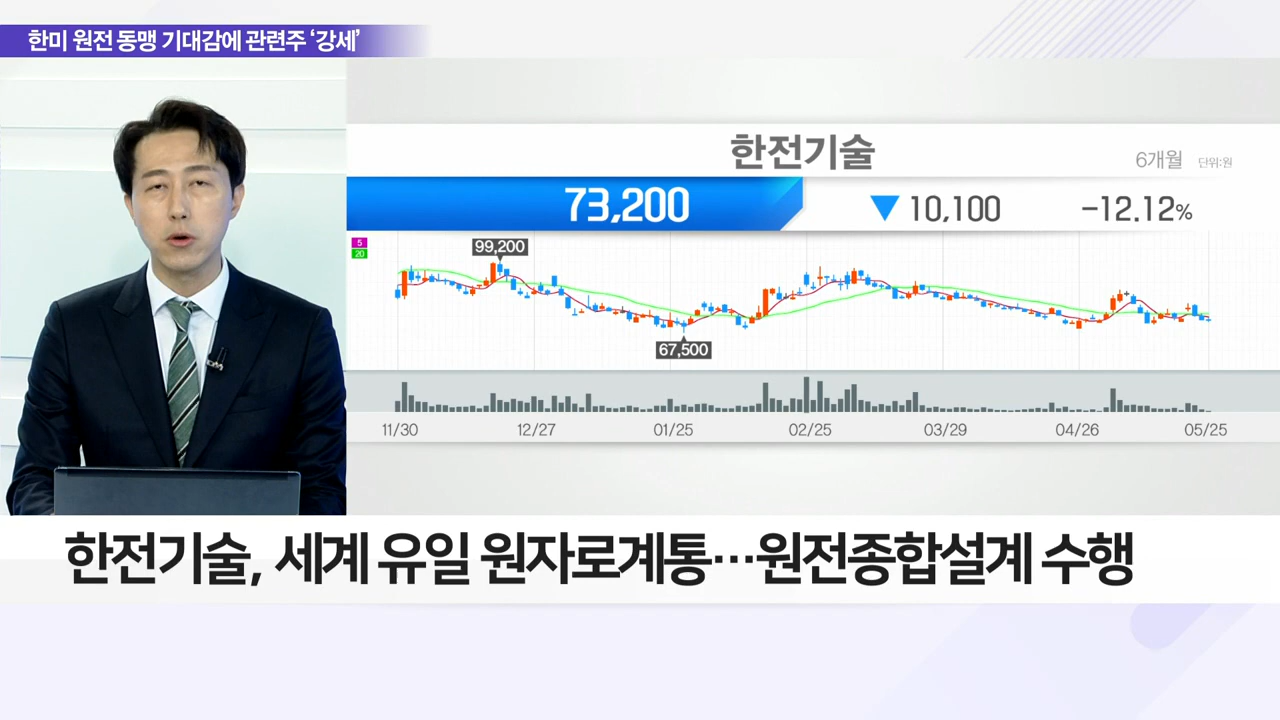 한미 원전 동맹 기대감에 관련주 ‘강세’
한전기술
6개월 단위:원
73,200 ▼ 10,100 -12.12%
5
20
99,200
67,500
11/30 12/27 01/25 02/25 03/29 04/26 05/25
한전기술, 세계 유일 원자로계통…원전종합설계 수행